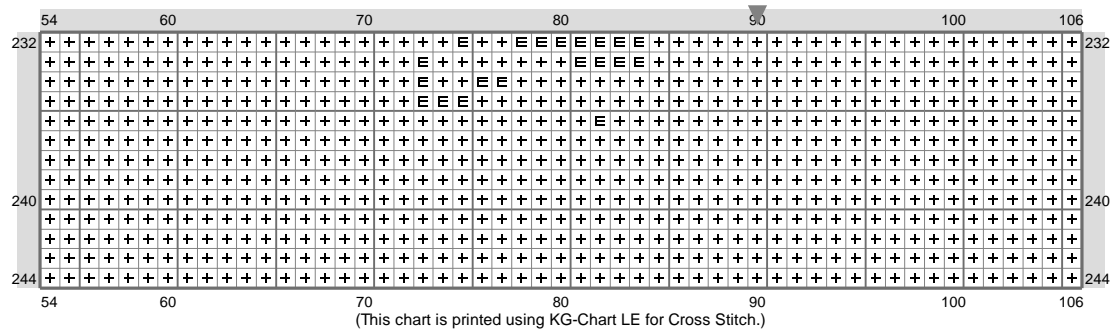 54 60 70 80 90 100 106
232 232
240 240
244 244
54 60 70 80 90 100 106
(This chart is printed using KG-Chart LE for Cross Stitch.)